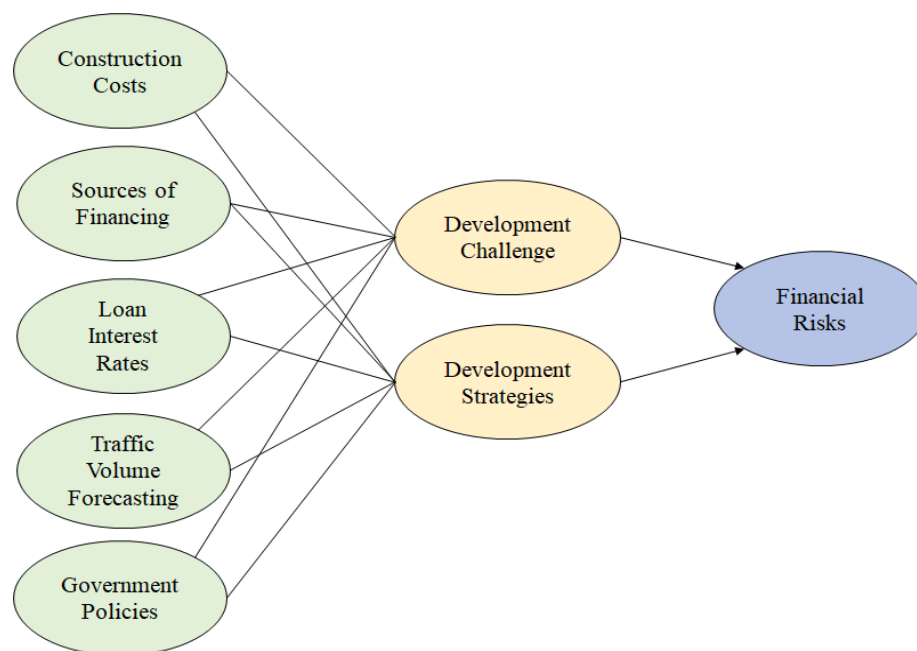 Construction
Costs
Sources of
Financing
Loan
Interest
Rates
Traffic
Volume
Forecasting
Government
Policies
Development
Challenge
Development
Strategies
Financial
Risks